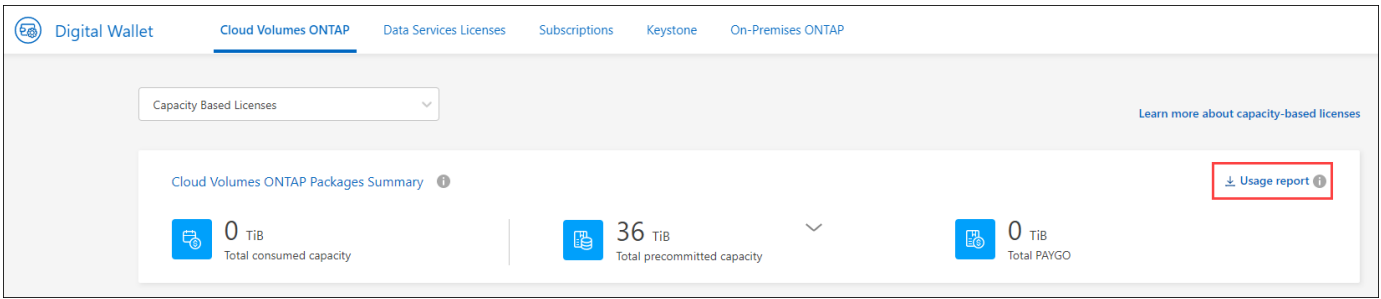 Digital Wallet
Cloud Volumes ONTAP
Data Services Licenses
Subscriptions
Keystone
On-Premises ONTAP
Capacity Based Licenses
Learn more about capacity-based licenses
Cloud Volumes ONTAP Packages Summary
Usage report
0 TiB
Total consumed capacity
36 TiB
Total precommitted capacity
0 TiB
Total PAYGO